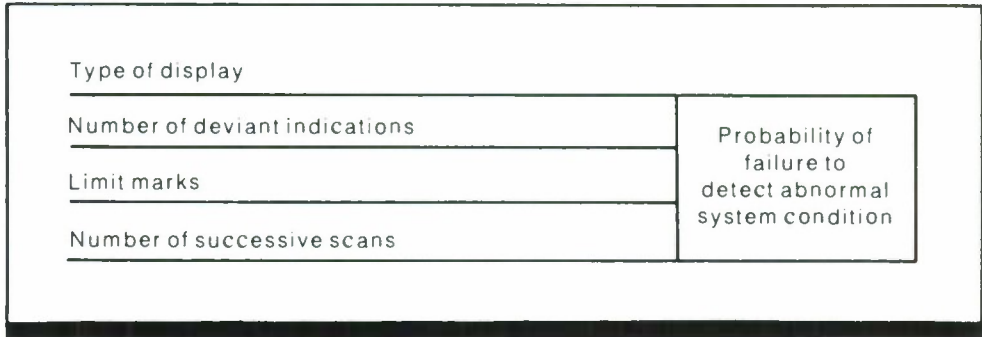 Type of display
Number of deviant indications
Limit marks
Number of successive scans
Probability of
failure to
detect abnormal
system condition